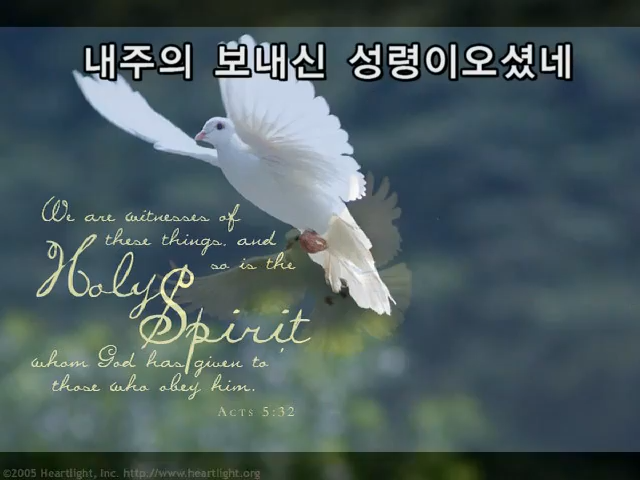 내주의 보내신 성령이오셨네
We are witnesses of
these things, and
so is the
Holy
Spirit
whom God has given to
those who obey him.
ACTS 5:32
©2005 Heartlight, Inc. http://www.heartlight.org